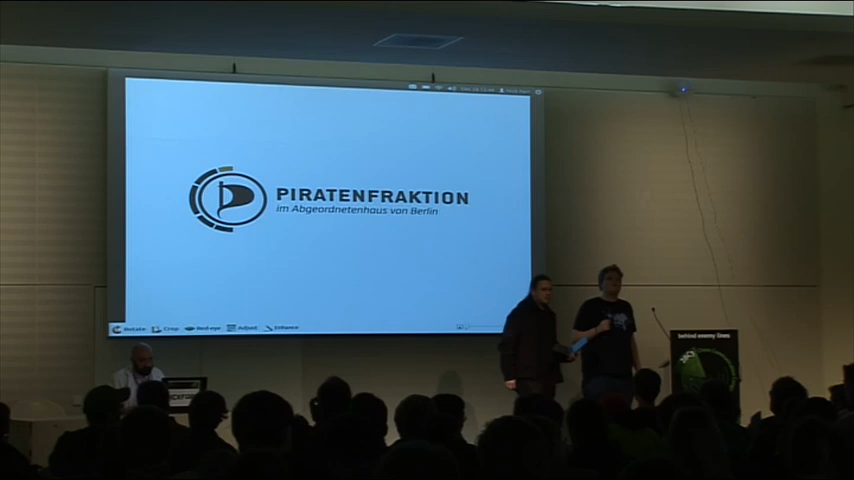 PIRATENFRAKTION
im Abgeordnetenhaus von Berlin
Rotate Crop Red-eye Adjust Enhance
behind enemy lines